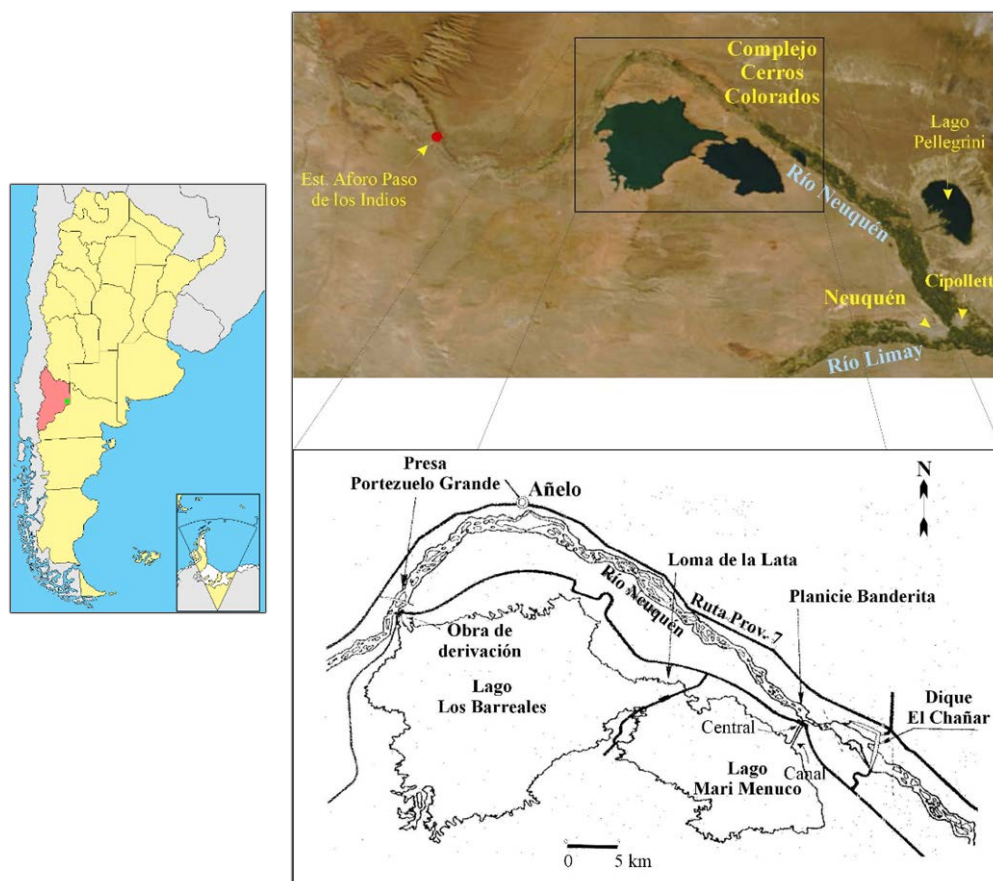 Complejo
Cerros
Colorados
Lago
Pellegrini
Est. Aforo Paso
de los Indios
Río Neuquén
Cipollett
Neuquén
Río Limay
Presa
Portezuelo Grande
Añelo
N
Loma de la Lata
Río Neuquén
Ruta Prov. 7
Planicie Banderita
Obra de
derivación
Lago
Los Barreales
Dique
El Chañar
Central
Canal
Lago
Mari Menuco
0 5 km